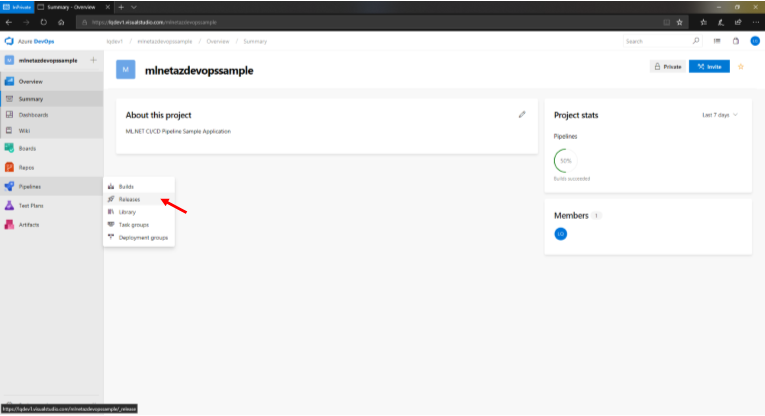 InPrivate
Summary - Overview
https://lqdev1.visualstudio.com/mlnetazdevopssample
Azure DevOps
lqdev1 / mlnetazdevopssample / Overview / Summary
Search
LQ
M
mlnetazdevopssample
Overview
Summary
Dashboards
Wiki
Boards
Repos
Pipelines
Test Plans
Artifacts
Builds
Releases
Library
Task groups
Deployment groups
M
mlnetazdevopssample
Private
Invite
About this project
ML.NET CI/CD Pipeline Sample Application
Project stats
Last 7 days
Pipelines
50%
Builds succeeded
Members 1
LQ
https://lqdev1.visualstudio.com/mlnetazdevopssample/_release